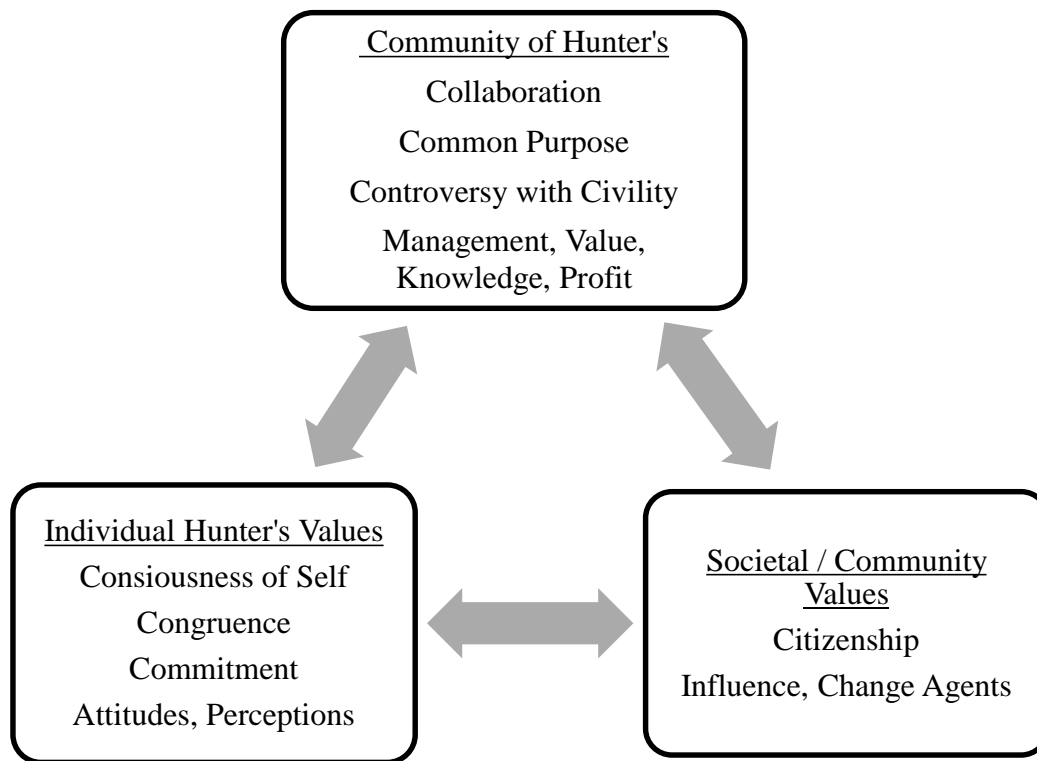 Community of Hunter's
Collaboration
Common Purpose
Controversy with Civility
Management, Value,
Knowledge, Profit
Individual Hunter's Values
Consiousness of Self
Congruence
Commitment
Attitudes, Perceptions
Societal / Community
Values
Citizenship
Influence, Change Agents